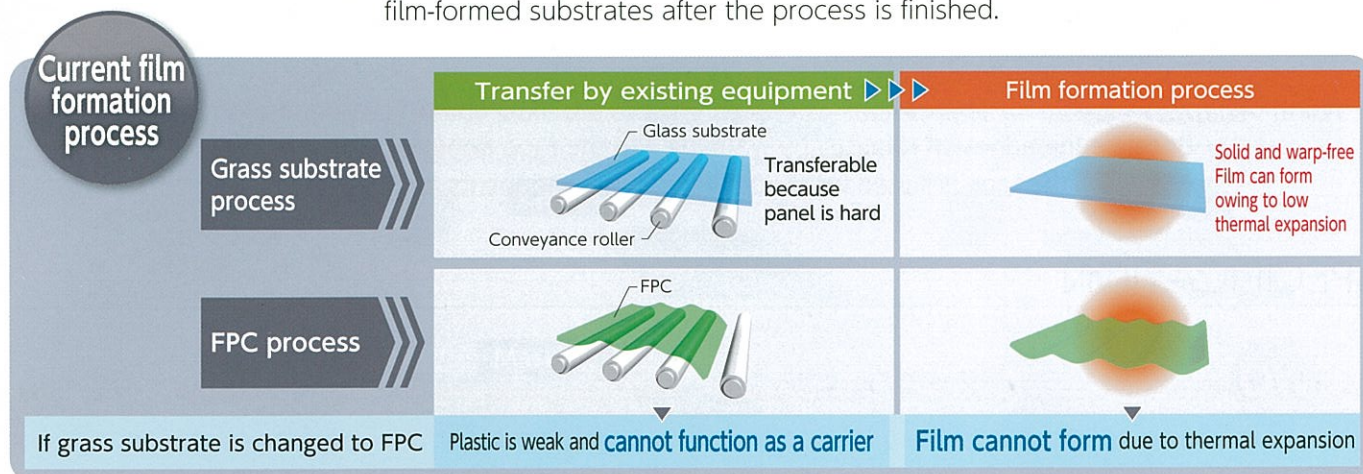 film-formed substrates after the process is finished.
Current film
formation
process
Transfer by existing equipment
Film formation process
Grass substrate
process
Glass substrate
Conveyance roller
Transferable
because
panel is hard
Solid and warp-free
Film can form
owing to low
thermal expansion
FPC process
FPC
If grass substrate is changed to FPC
Plastic is weak and cannot function as a carrier
Film cannot form due to thermal expansion